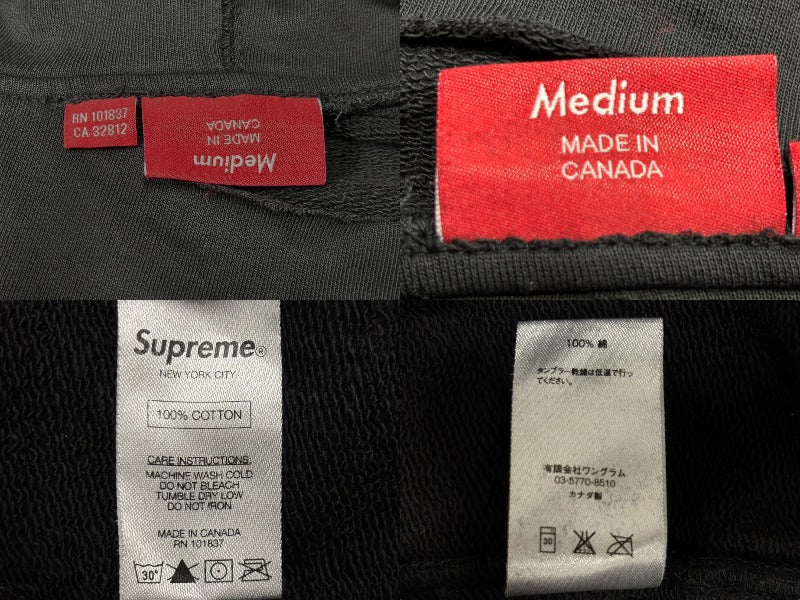 RN 101837
CA 32812
Medium
MADE IN
CANADA
Medium
MADE IN
CANADA
Supreme®
NEW YORK CITY
100% COTTON
CARE INSTRUCTIONS:
MACHINE WASH COLD
DO NOT BLEACH
TUMBLE DRY LOW
DO NOT IRON
MADE IN CANADA
RN 101837
30°
100% 綿
タンブラー乾燥は低温で行っ
てください。
有限会社ワングラム
03-5770-8510
カナダ製
30